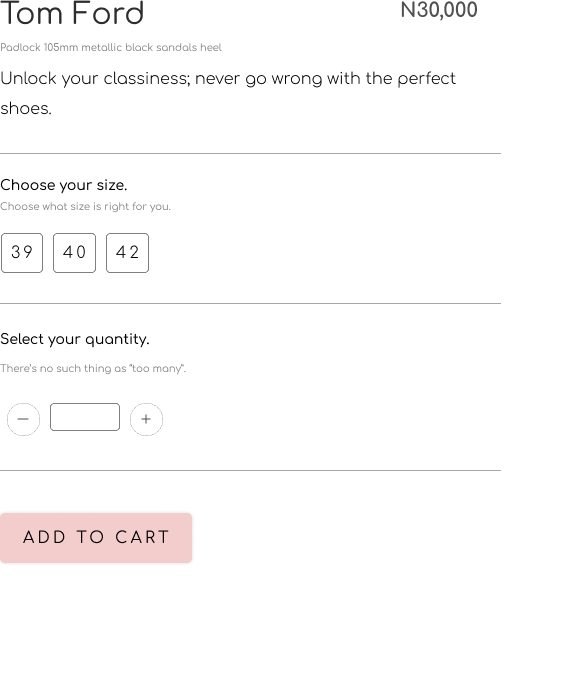 Tom Ford
N30,000
Padlock 105mm metallic black sandals heel
Unlock your classiness; never go wrong with the perfect
shoes.
Choose your size.
Choose what size is right for you.
39 40 42
Select your quantity.
There's no such thing as "too many".
− +
ADD TO CART